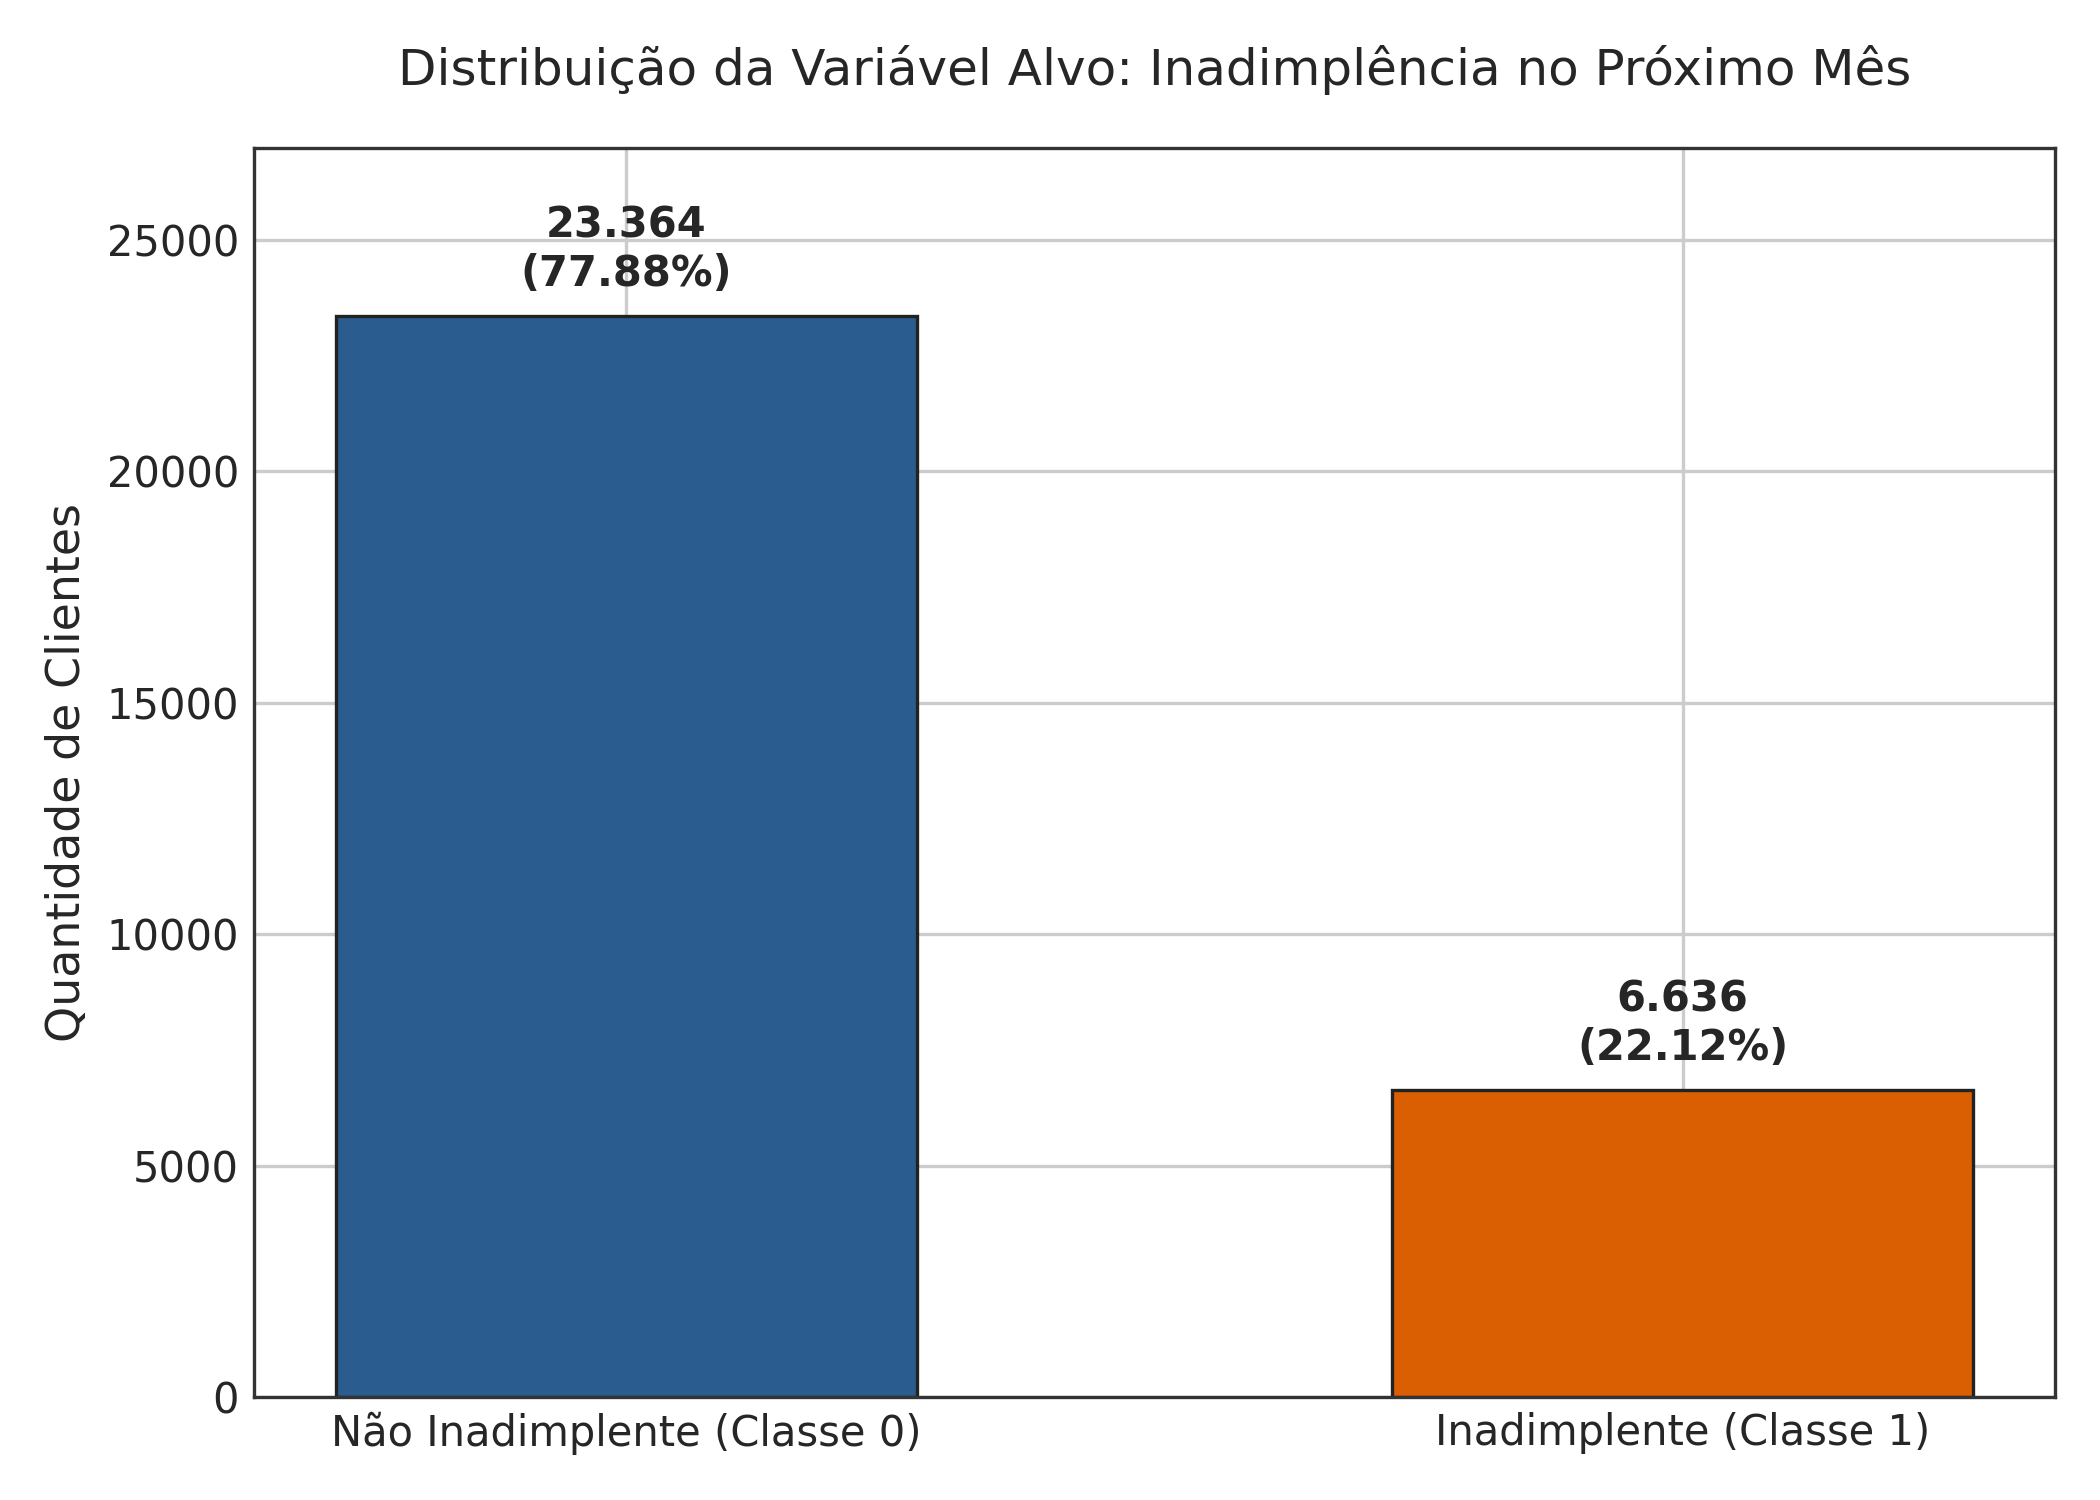 Distribuição da Variável Alvo: Inadimplência no Próximo Mês
Quantidade de Clientes
25000
20000
15000
10000
5000
0
23.364
(77.88%)
6.636
(22.12%)
Não Inadimplente (Classe 0)
Inadimplente (Classe 1)